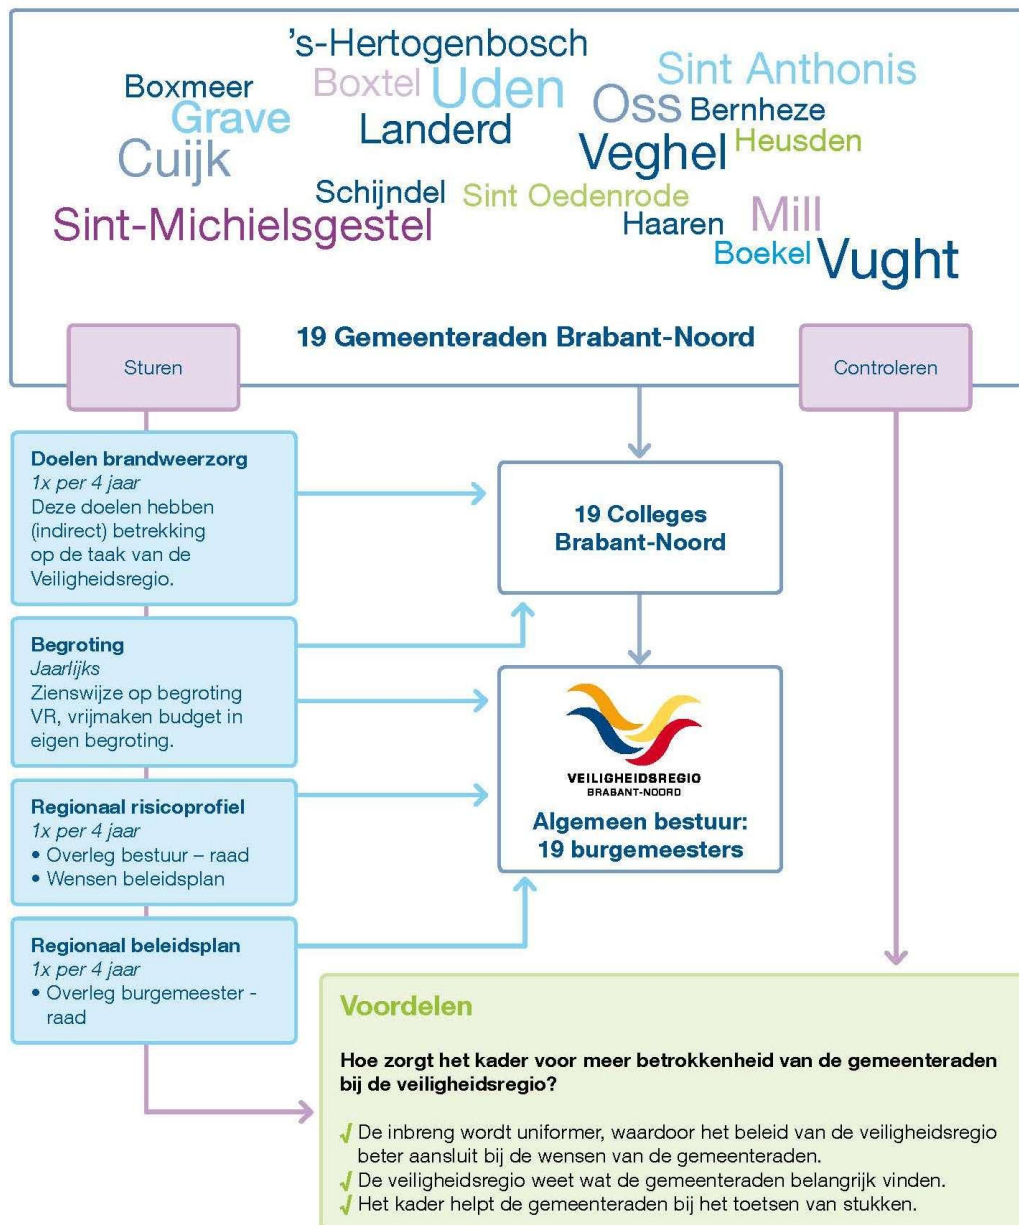 's-Hertogenbosch
Boxmeer
Boxtel
Uden
Sint Anthonis
Grave
Landerd
Oss
Bernheze
Cuijk
Veghel
Heusden
Schijndel
Sint Oedenrode
Sint-Michielsgestel
Haaren
Mill
Boekel
Vught
19 Gemeenteraden Brabant-Noord
Sturen
Controleren
Doelen brandweerzorg
1x per 4 jaar
Deze doelen hebben
(indirect) betrekking
op de taak van de
Veiligheidsregio.
19 Colleges
Brabant-Noord
Begroting
Jaarlijks
Zienswijze op begroting
VR, vrijmaken budget in
eigen begroting.
VEILIGHEIDSREGIO
BRABANT-NOORD
Algemeen bestuur:
19 burgemeesters
Regionaal risicoprofiel
1x per 4 jaar
• Overleg bestuur – raad
• Wensen beleidsplan
Regionaal beleidsplan
1x per 4 jaar
• Overleg burgemeester -
raad
Voordelen
Hoe zorgt het kader voor meer betrokkenheid van de gemeenteraden
bij de veiligheidsregio?
√ De inbreng wordt uniformer, waardoor het beleid van de veiligheidsregio
beter aansluit bij de wensen van de gemeenteraden.
√ De veiligheidsregio weet wat de gemeenteraden belangrijk vinden.
√ Het kader helpt de gemeenteraden bij het toetsen van stukken.